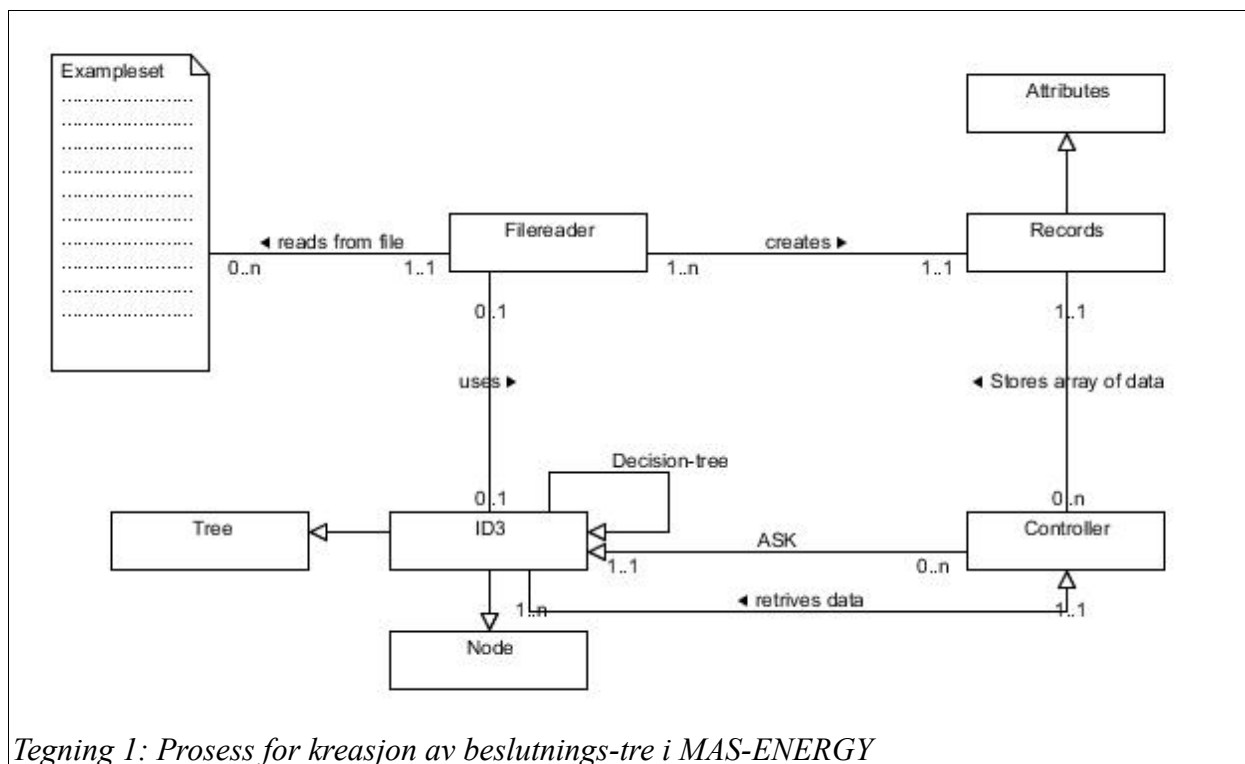 Exampleset
........................
........................
........................
........................
........................
........................
........................
........................
........................
........................
Attributes
Filereader
Records
◄ reads from file
creates ►
0..n
1..1
1..n
1..1
0..1
1..1
uses ►
◄ Stores array of data
Decision-tree
0..1
0..n
Tree
ID3
ASK
Controller
1..1
0..n
◄ retrives data
1..n
1..1
Node
Tegning 1: Prosess for kreasjon av beslutnings-tre i MAS-ENERGY